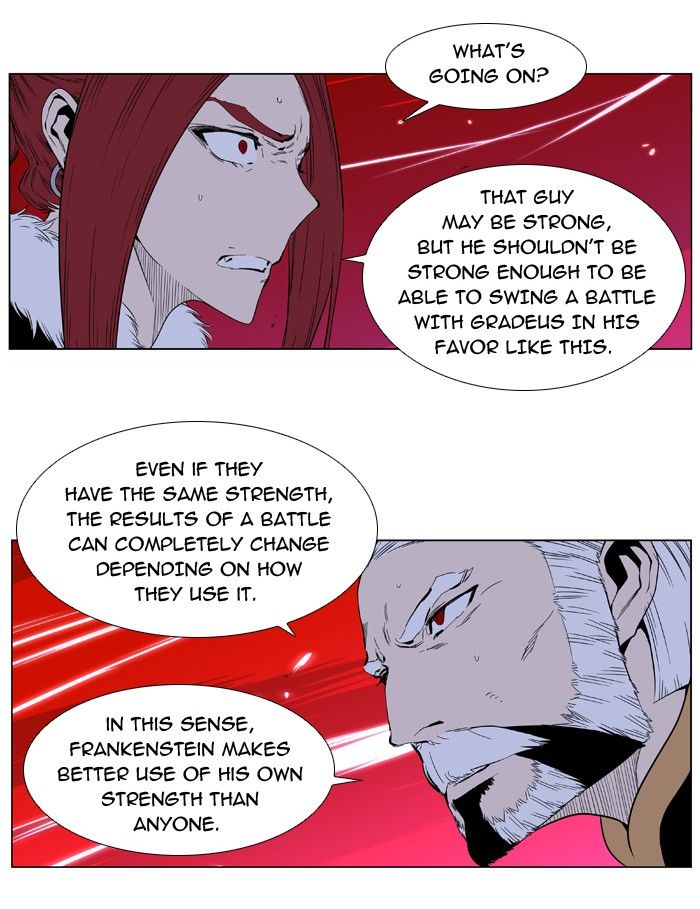 WHAT'S
GOING ON?
THAT GUY
MAY BE STRONG,
BUT HE SHOULDN'T BE
STRONG ENOUGH TO BE
ABLE TO SWING A BATTLE
WITH GRADEUS IN HIS
FAVOR LIKE THIS.
EVEN IF THEY
HAVE THE SAME STRENGTH,
THE RESULTS OF A BATTLE
CAN COMPLETELY CHANGE
DEPENDING ON HOW
THEY USE IT.
IN THIS SENSE,
FRANKENSTEIN MAKES
BETTER USE OF HIS OWN
STRENGTH THAN
ANYONE.